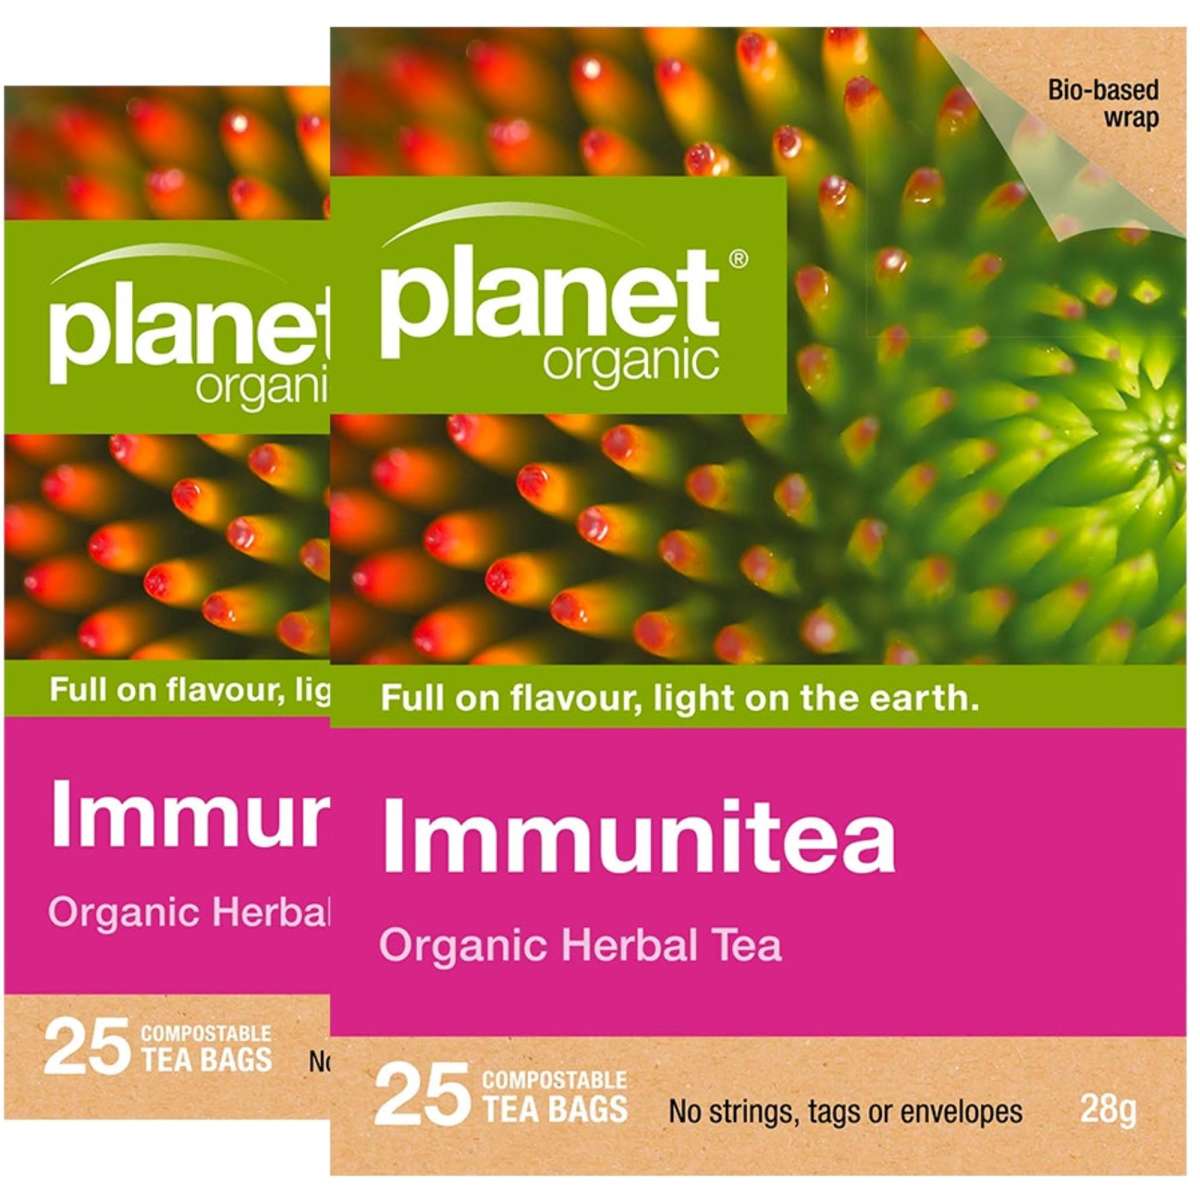 planet
organi
Full on flavour, lig
Immun
Organic Herbal
25 COMPOSTABLE
TEA BAGS
No
Bio-based
wrap
planet®
organic
Full on flavour, light on the earth.
Immunitea
Organic Herbal Tea
25 COMPOSTABLE
TEA BAGS
No strings, tags or envelopes
28g